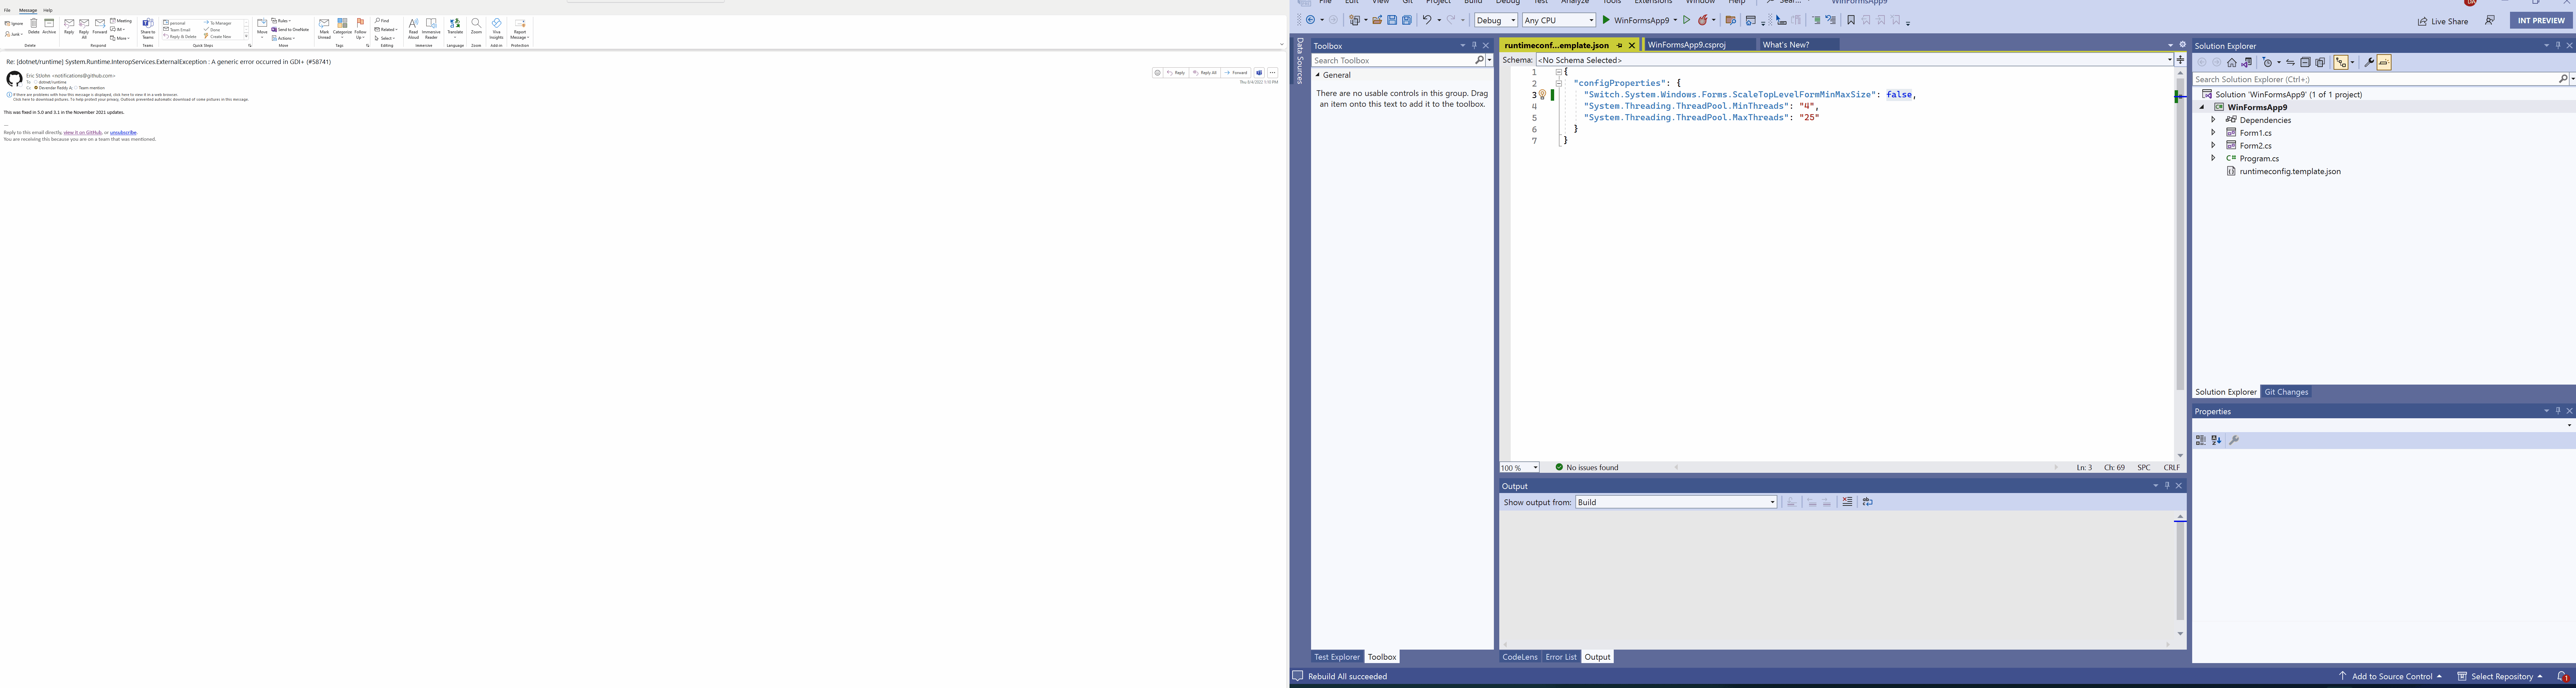 File Message Help
Ignore
Junk
Delete
Archive
Delete
Reply
Reply All
Forward
Meeting
IM
More
Respond
Share to Teams
Teams
personal
Team Email
Reply & Delete
To Manager
Done
Create New
Quick Steps
Move
Rules
Send to OneNote
Actions
Move
Mark Unread
Categorize
Follow Up
Tags
Find
Related
Select
Editing
Read Aloud
Immersive Reader
Immersive
Translate
Language
Zoom
Zoom
Viva Insights
Add-in
Report Message
Protection
Re: [dotnet/runtime] System.Runtime.InteropServices.ExternalException : A generic error occurred in GDI+ (#58741)
Eric StJohn <notifications@github.com>
To dotnet/runtime
Cc Devendar Reddy A; Team mention
Reply Reply All Forward
Thu 8/4/2022 1:11 PM
If there are problems with how this message is displayed, click here to view it in a web browser.
Click here to download pictures. To help protect your privacy, Outlook prevented automatic download of some pictures in this message.
This was fixed in 5.0 and 3.1 in the November 2021 updates.
—
Reply to this email directly, view it on GitHub, or unsubscribe.
You are receiving this because you are on a team that was mentioned.
File Edit View Git Project Build Debug Test Analyze Tools Extensions Window Help Sear... WinFormsApp9
Debug Any CPU WinFormsApp9 Live Share INT PREVIEW
Data Sources
Toolbox
Search Toolbox
General
There are no usable controls in this group. Drag
an item onto this text to add it to the toolbox.
Test Explorer Toolbox
runtimeconf...emplate.json WinFormsApp9.csproj What's New?
Schema: <No Schema Selected>
1 {
2 "configProperties": {
3 "Switch.System.Windows.Forms.ScaleTopLevelFormMinMaxSize": false,
4 "System.Threading.ThreadPool.MinThreads": "4",
5 "System.Threading.ThreadPool.MaxThreads": "25"
6 }
7 }
100 % No issues found Ln: 3 Ch: 69 SPC CRLF
Output
Show output from: Build
CodeLens Error List Output
Solution Explorer
Search Solution Explorer (Ctrl+;)
Solution 'WinFormsApp9' (1 of 1 project)
WinFormsApp9
Dependencies
Form1.cs
Form2.cs
C# Program.cs
runtimeconfig.template.json
Solution Explorer Git Changes
Properties
Rebuild All succeeded Add to Source Control Select Repository 1